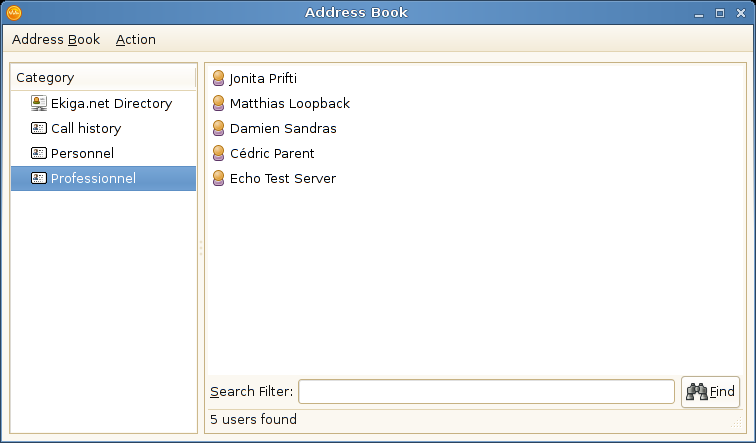 Address Book
Address Book Action
Category
Ekiga.net Directory
Call history
Personnel
Professionnel
Jonita Prifti
Matthias Loopback
Damien Sandras
Cédric Parent
Echo Test Server
Search Filter: Find
5 users found